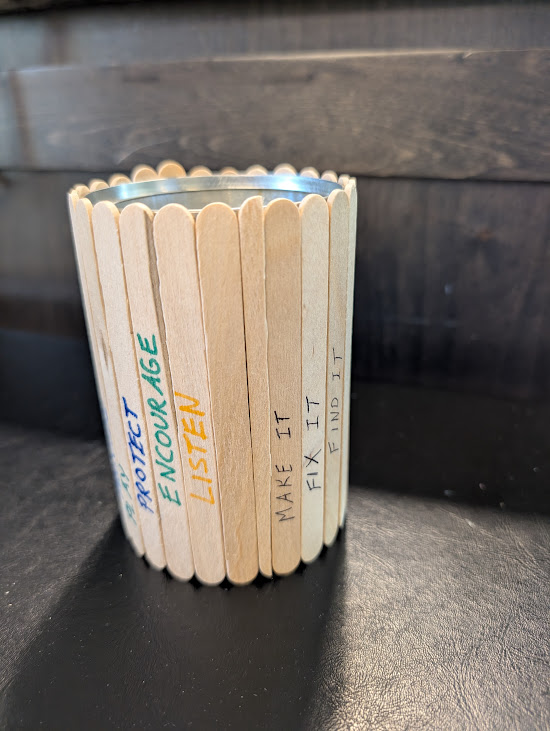 PROTECT
ENCOURAGE
LISTEN
MAKE IT
FIX IT
FIND IT